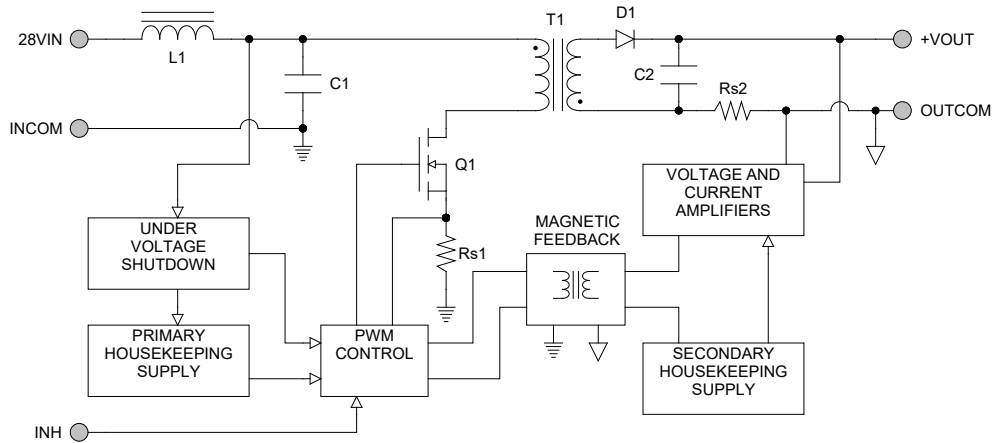 T1
D1
28VIN
+VOUT
L1
C1
C2
Rs2
INCOM
OUTCOM
Q1
VOLTAGE AND
CURRENT
AMPLIFIERS
UNDER
VOLTAGE
SHUTDOWN
MAGNETIC
FEEDBACK
Rs1
PRIMARY
HOUSEKEEPING
SUPPLY
PWM
CONTROL
SECONDARY
HOUSEKEEPING
SUPPLY
INH